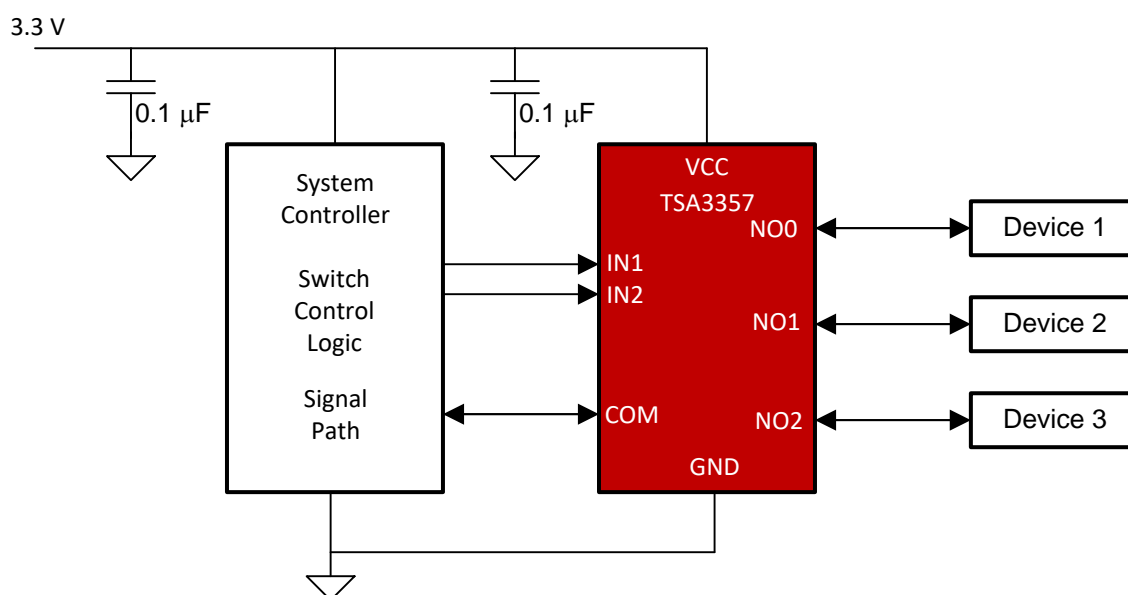 3.3 V
0.1 μF
0.1 μF
System
Controller
Switch
Control
Logic
Signal
Path
VCC
TSA3357
NO0
IN1
IN2
NO1
COM
NO2
GND
Device 1
Device 2
Device 3